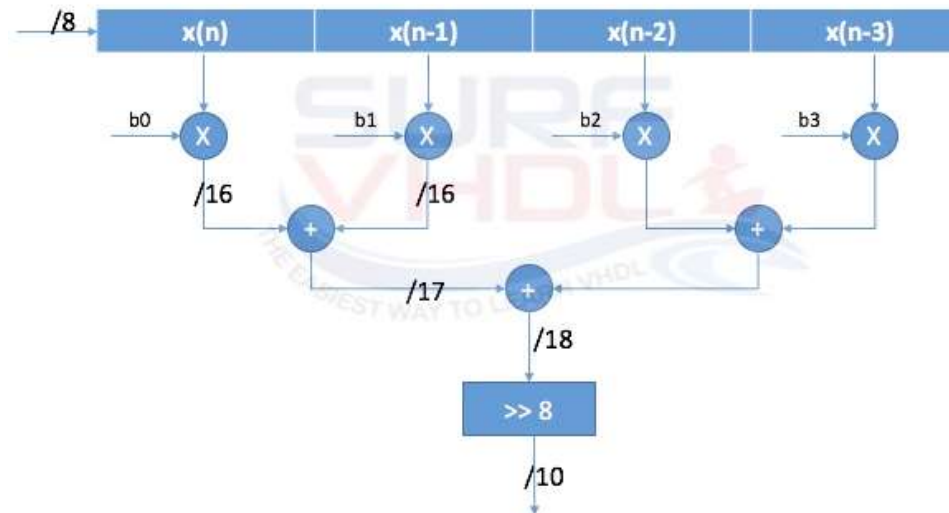 /8
x(n) x(n-1) x(n-2) x(n-3)
b0 X b1 X b2 X b3 X
/16 /16
+ +
/17 +
/18
>> 8
/10
SURF
VHDL
THE EASIEST WAY TO LEARN VHDL